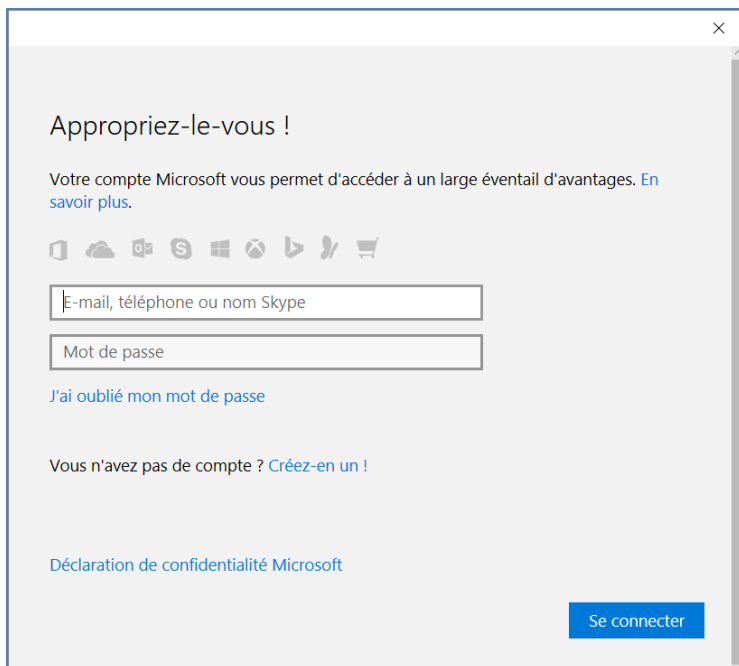 Appropriez-le-vous !
Votre compte Microsoft vous permet d'accéder à un large éventail d'avantages. En
savoir plus.
E-mail, téléphone ou nom Skype
Mot de passe
J'ai oublié mon mot de passe
Vous n'avez pas de compte ? Créez-en un !
Déclaration de confidentialité Microsoft
Se connecter